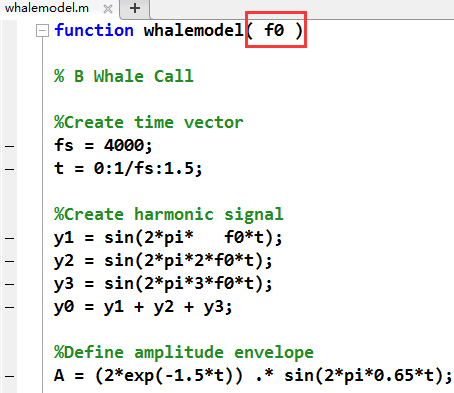 whalemodel.m × +
function whalemodel( f0 )
% B Whale Call
%Create time vector
fs = 4000;
t = 0:1/fs:1.5;
%Create harmonic signal
y1 = sin(2*pi*   f0*t);
y2 = sin(2*pi*2*f0*t);
y3 = sin(2*pi*3*f0*t);
y0 = y1 + y2 + y3;
%Define amplitude envelope
A = (2*exp(-1.5*t)) .* sin(2*pi*0.65*t);